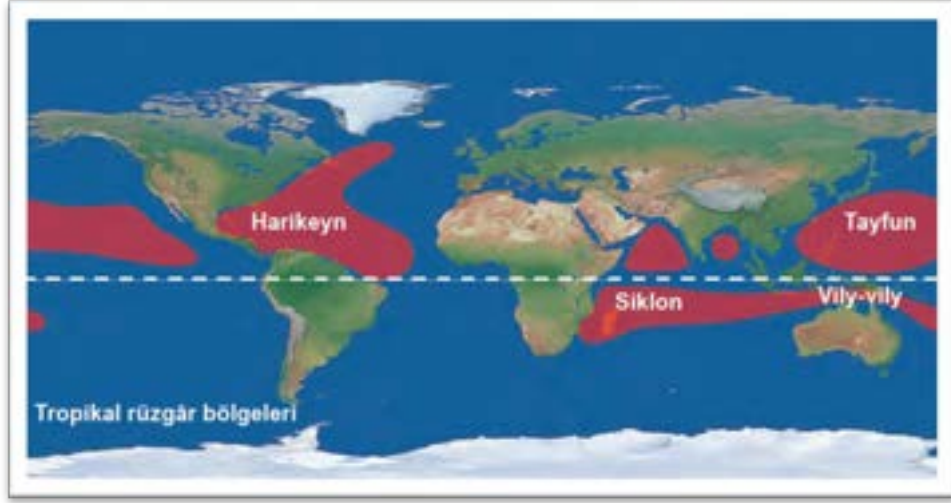 Harikeyn
Tayfun
Siklon
Vily-vily
Tropikal rüzgâr bölgeleri